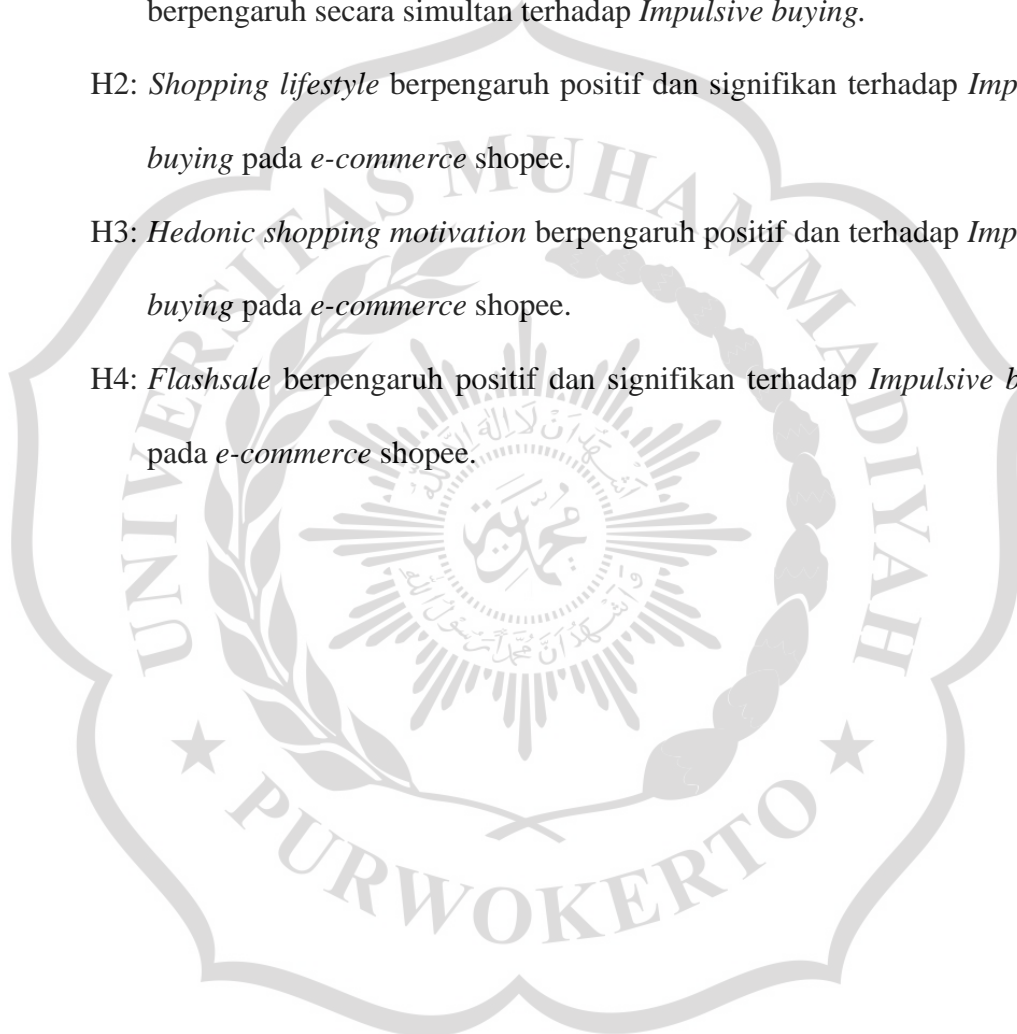 berpengaruh secara simultan terhadap Impulsive buying.
H2: Shopping lifestyle berpengaruh positif dan signifikan terhadap Imp
buying pada e-commerce shopee.
H3: Hedonic shopping motivation berpengaruh positif dan terhadap Imp
buying pada e-commerce shopee.
H4: Flashsale berpengaruh positif dan signifikan terhadap Impulsive b
pada e-commerce shopee.
UNIVERSITAS MUHAMMADIYAH
PURWOKERTO